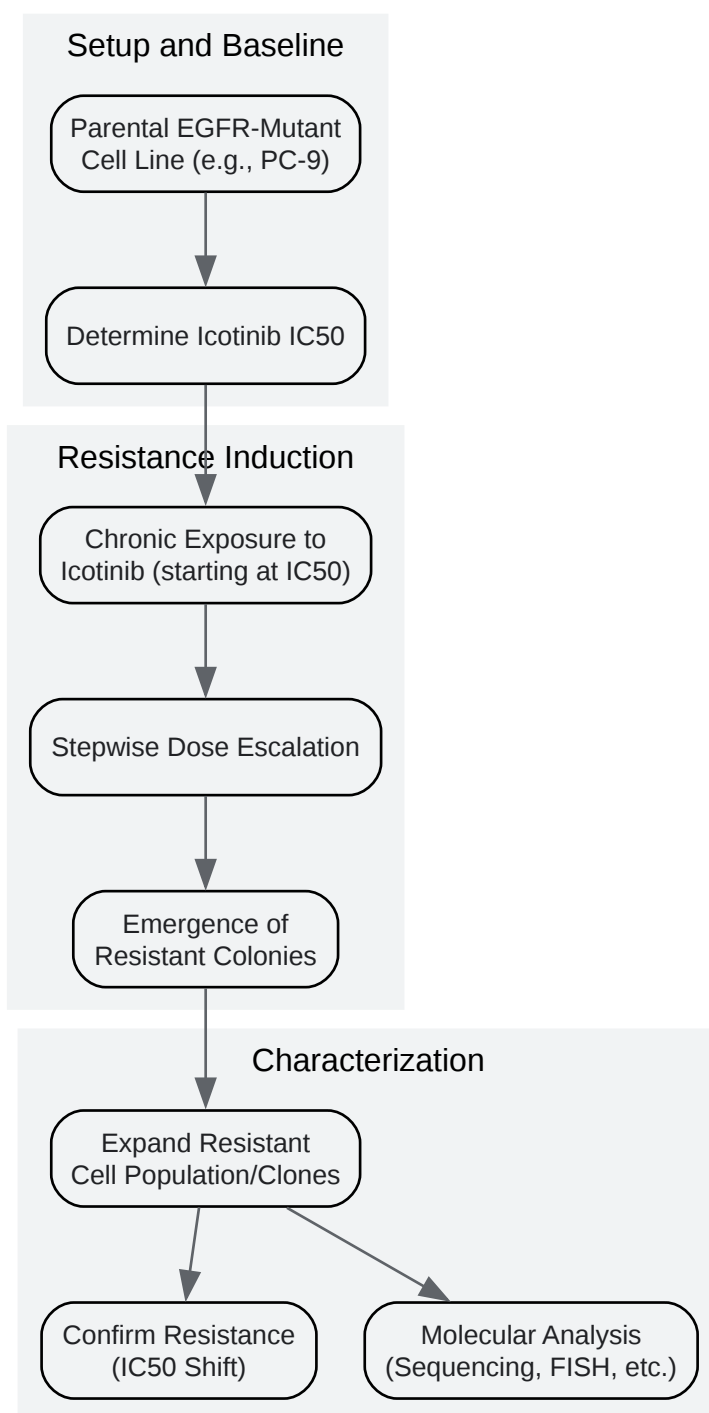 Setup and Baseline
Parental EGFR-Mutant
Cell Line (e.g., PC-9)
Determine Icotinib IC50
Resistance Induction
Chronic Exposure to
Icotinib (starting at IC50)
Stepwise Dose Escalation
Emergence of
Resistant Colonies
Characterization
Expand Resistant
Cell Population/Clones
Confirm Resistance
(IC50 Shift)
Molecular Analysis
(Sequencing, FISH, etc.)